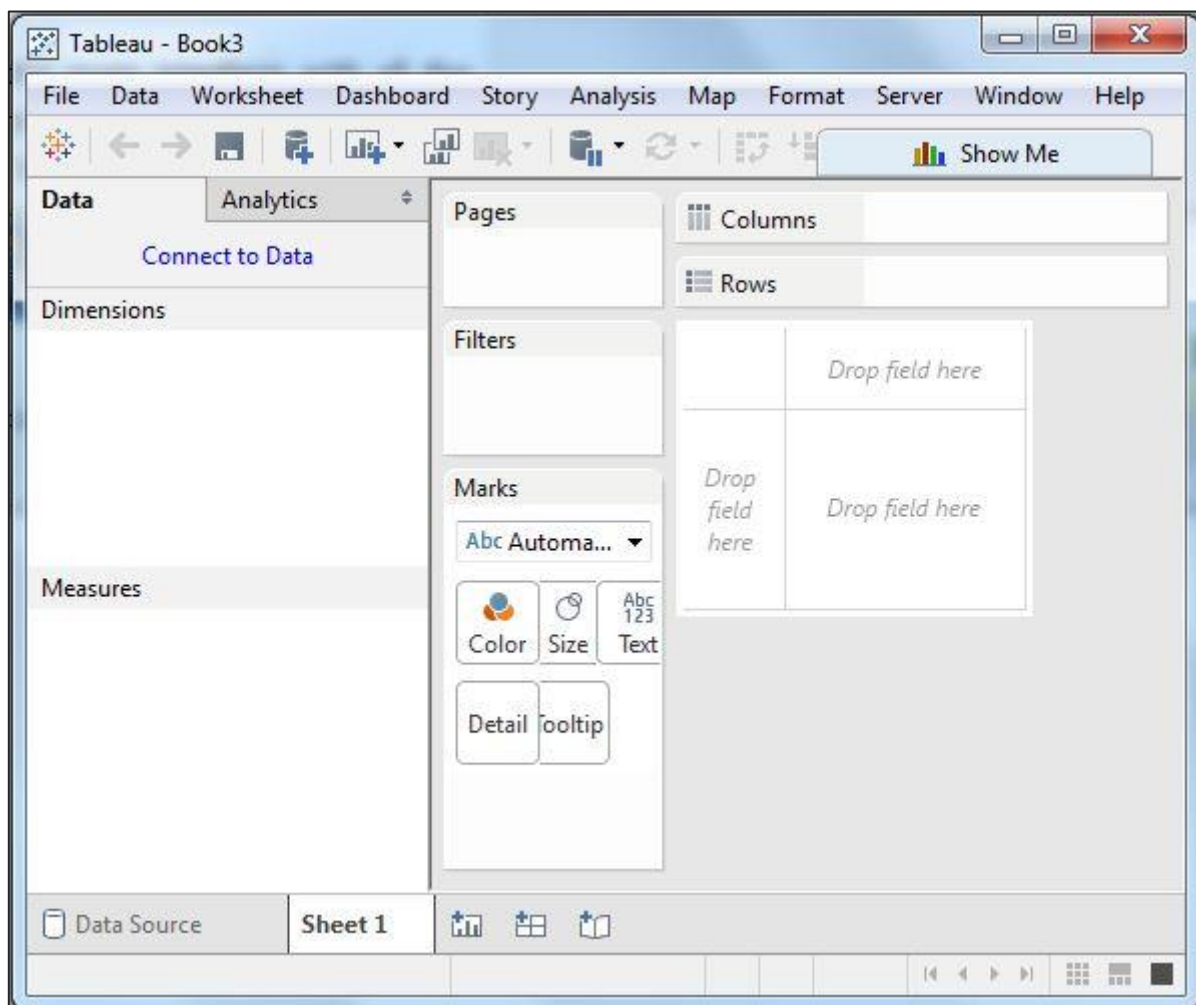 Tableau - Book3
File Data Worksheet Dashboard Story Analysis Map Format Server Window Help
Show Me
Data Analytics
Connect to Data
Dimensions
Measures
Pages
Filters
Marks
Abc Automa...
Color Size Abc 123 Text
Detail ooltip
Columns
Rows
Drop field here
Drop
field
here
Drop field here
Data Source Sheet 1